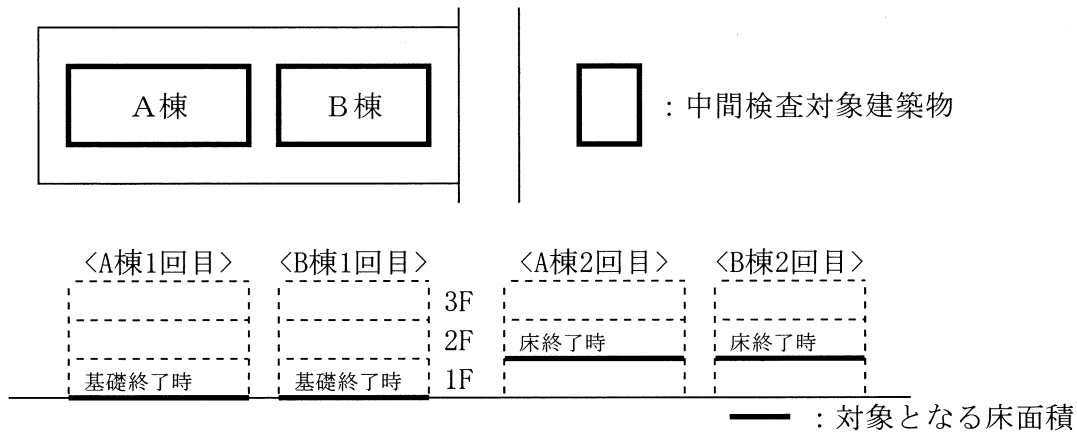 A棟 B棟 :中間検査対象建築物
<A棟1回目> <B棟1回目> <A棟2回目> <B棟2回目>
3F
2F 床終了時 床終了時
基礎終了時 基礎終了時 1F
:対象となる床面積